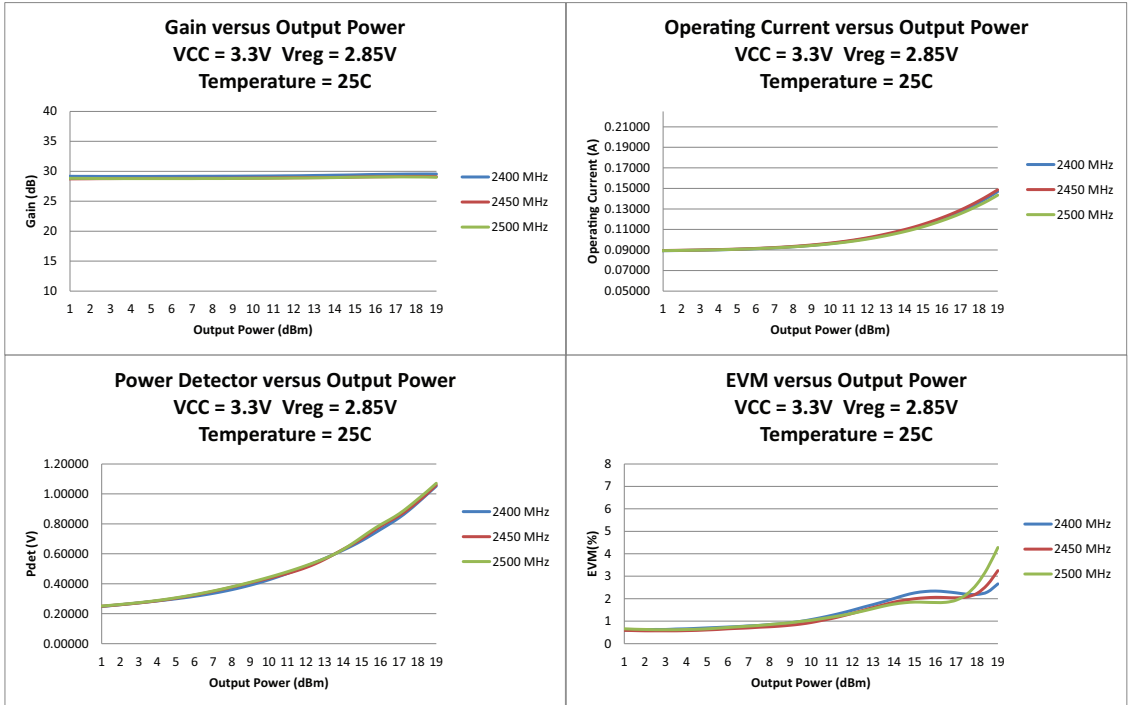 Gain versus Output Power
VCC = 3.3V Vreg = 2.85V
Temperature = 25C
40
35
30
25
20
15
10
Gain (dB)
1 2 3 4 5 6 7 8 9 10 11 12 13 14 15 16 17 18 19
Output Power (dBm)
2400 MHz
2450 MHz
2500 MHz
Operating Current versus Output Power
VCC = 3.3V Vreg = 2.85V
Temperature = 25C
0.21000
0.19000
0.17000
0.15000
0.13000
0.11000
0.09000
0.07000
0.05000
Operating Current (A)
1 2 3 4 5 6 7 8 9 10 11 12 13 14 15 16 17 18 19
Output Power (dBm)
2400 MHz
2450 MHz
2500 MHz
Power Detector versus Output Power
VCC = 3.3V Vreg = 2.85V
Temperature = 25C
1.20000
1.00000
0.80000
0.60000
0.40000
0.20000
0.00000
Pdet (V)
1 2 3 4 5 6 7 8 9 10 11 12 13 14 15 16 17 18 19
Output Power (dBm)
2400 MHz
2450 MHz
2500 MHz
EVM versus Output Power
VCC = 3.3V Vreg = 2.85V
Temperature = 25C
8
7
6
5
4
3
2
1
0
EVM(%)
1 2 3 4 5 6 7 8 9 10 11 12 13 14 15 16 17 18 19
Output Power (dBm)
2400 MHz
2450 MHz
2500 MHz